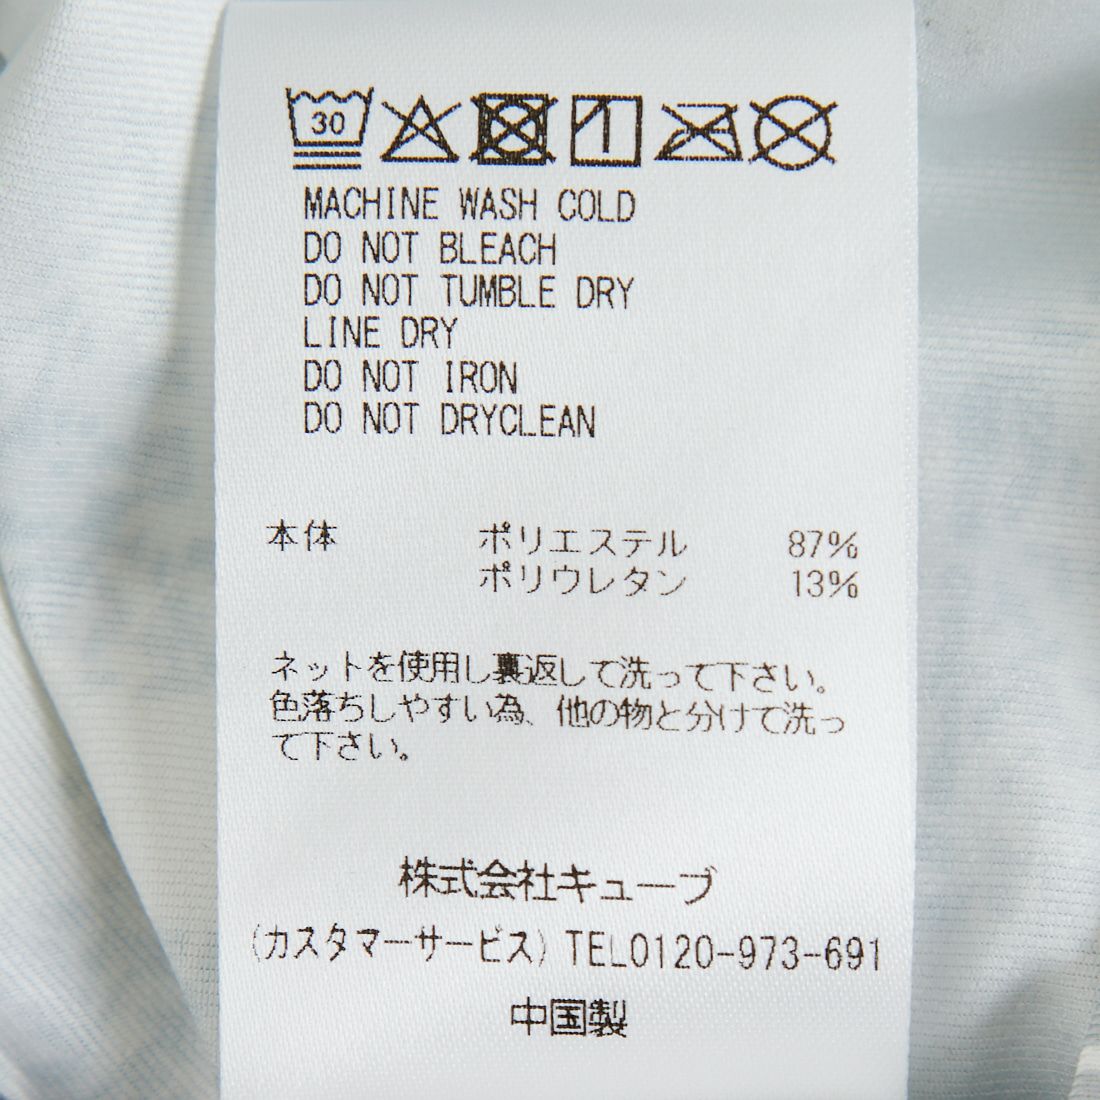 30
MACHINE WASH COLD
DO NOT BLEACH
DO NOT TUMBLE DRY
LINE DRY
DO NOT IRON
DO NOT DRYCLEAN
本体 ポリエステル 87%
ポリウレタン 13%
ネットを使用し裏返して洗って下さい。
色落ちしやすい為、他の物と分けて洗っ
て下さい。
株式会社キューブ
(カスタマーサービス) TEL0120-973-691
中国製